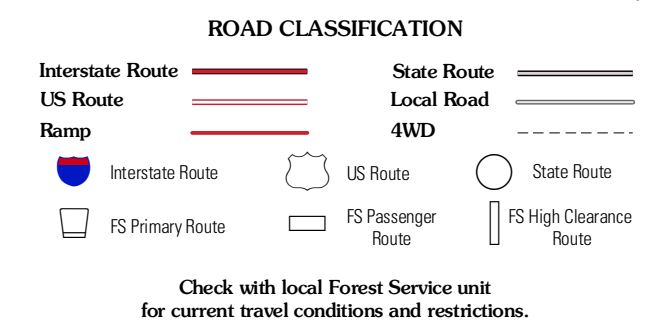 ROAD CLASSIFICATION
Interstate Route
State Route
US Route
Local Road
Ramp
4WD
Interstate Route
US Route
State Route
FS Primary Route
FS Passenger
Route
FS High Clearance
Route
Check with local Forest Service unit
for current travel conditions and restrictions.